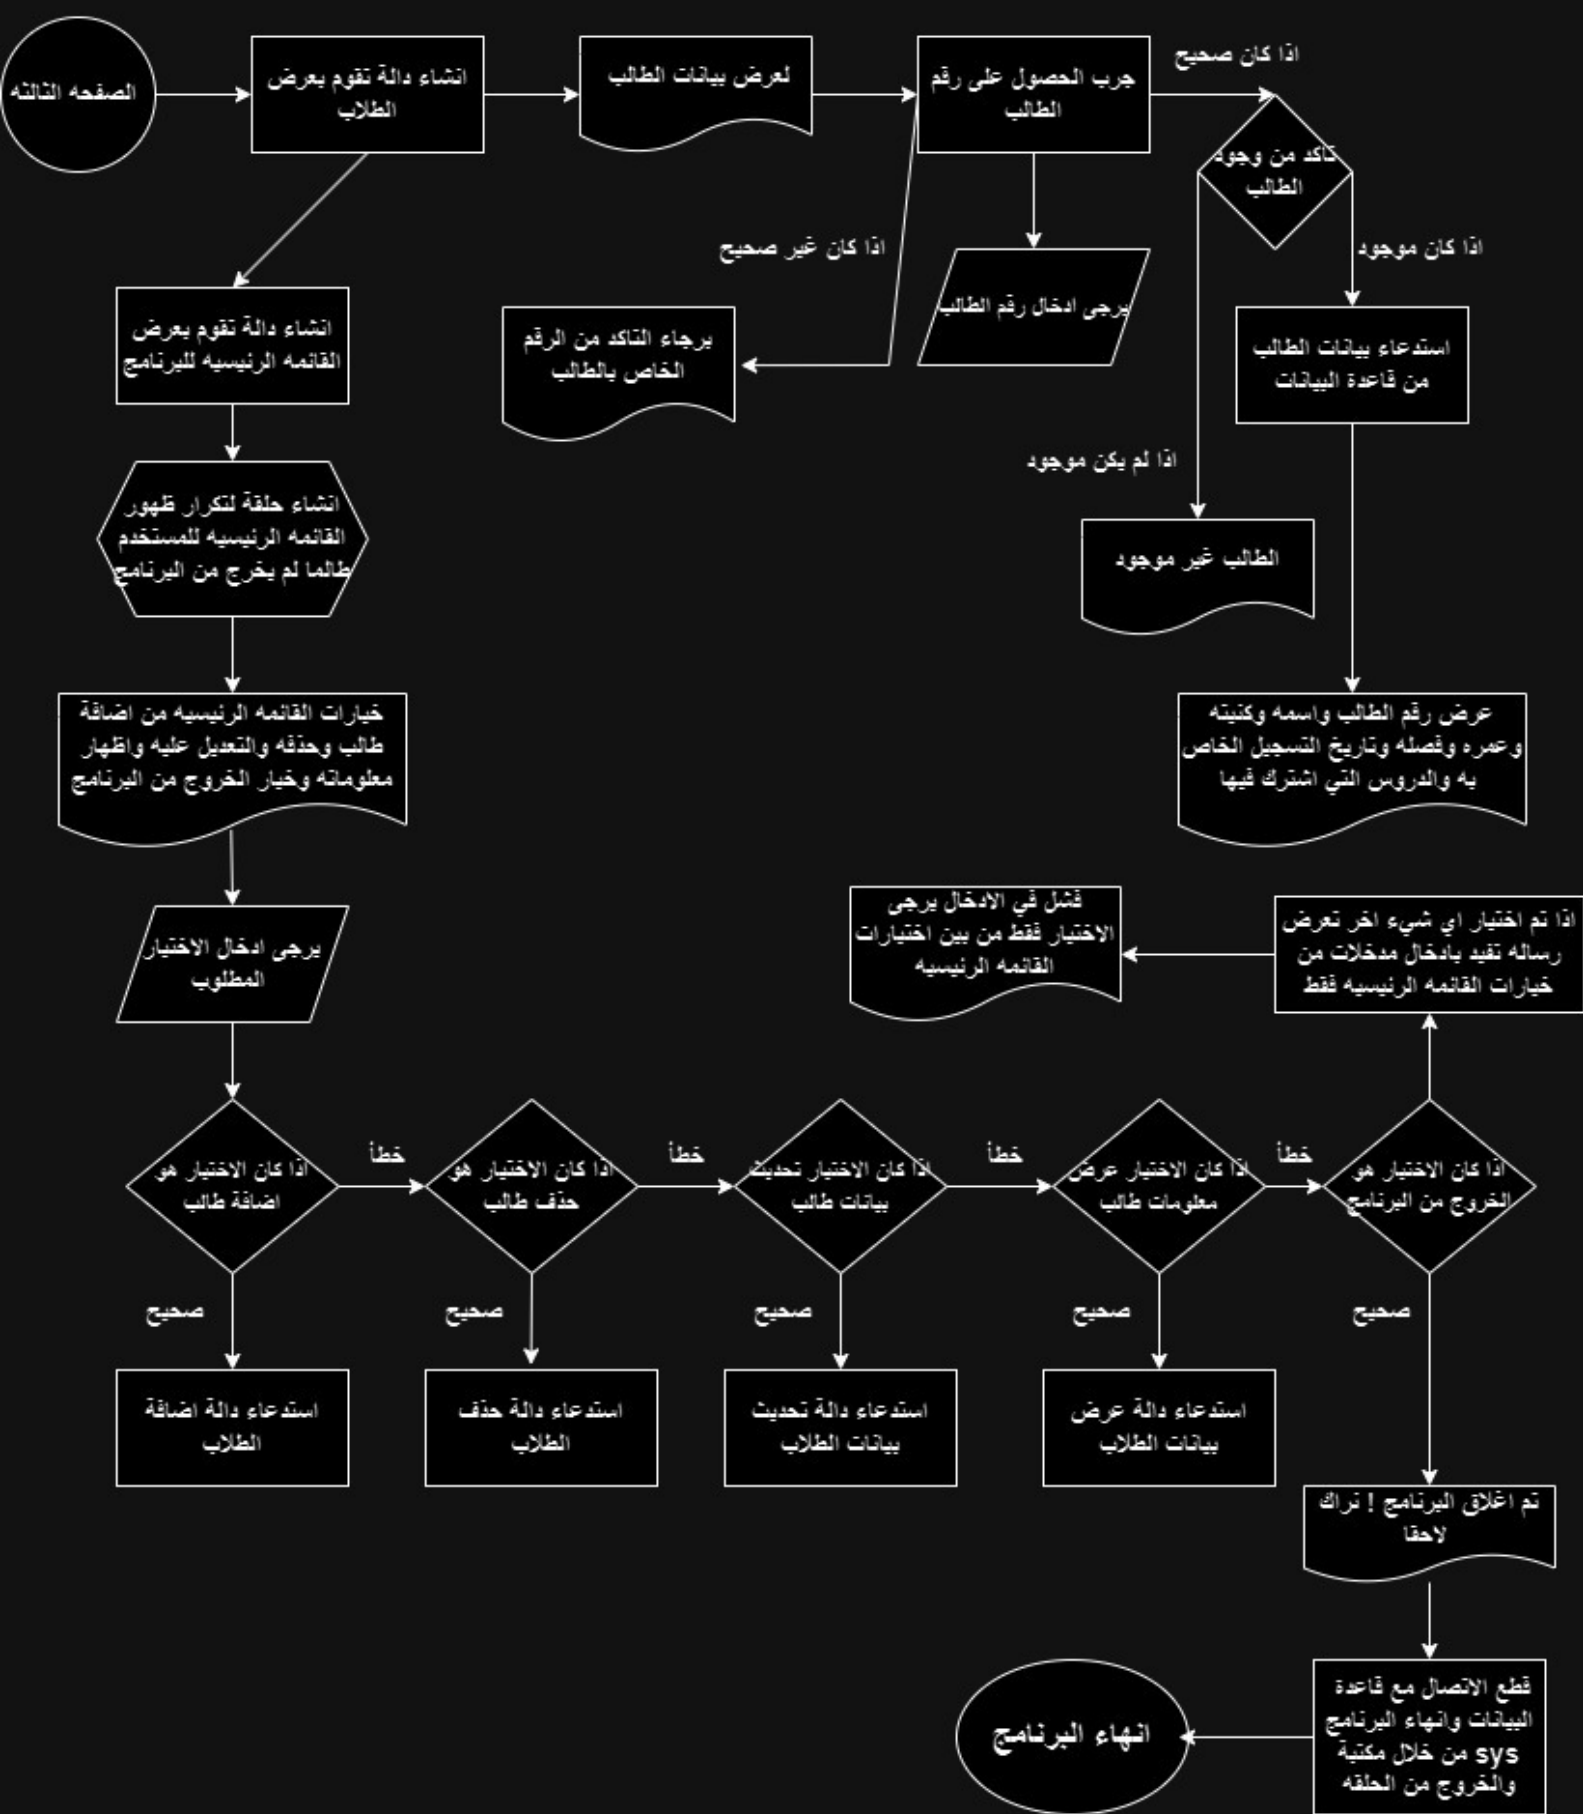 الصفحه الثالثه
انشاء دالة تقوم بعرض
الطلاب
لعرض بيانات الطالب
جرب الحصول على رقم
الطالب
اذا كان صحيح
تاكد من وجود
الطالب
اذا كان غير صحيح
برجاء التاكد من الرقم
الخاص بالطالب
يرجى ادخال رقم الطالب
اذا كان موجود
استدعاء بيانات الطالب
من قاعدة البيانات
اذا لم يكن موجود
الطالب غير موجود
عرض رقم الطالب واسمه وكنيته
وعمره وفصله وتاريخ التسجيل الخاص
به والدروس التي اشترك فيها
انشاء دالة تقوم بعرض
القائمه الرئيسيه للبرنامج
انشاء حلقة لتكرار ظهور
القائمه الرئيسيه للمستخدم
طالما لم يخرج من البرنامج
خيارات القائمه الرئيسيه من اضافة
طالب وحذفه والتعديل عليه واظهار
معلوماته وخيار الخروج من البرنامج
يرجى ادخال الاختيار
المطلوب
اذا كان الاختيار هو
اضافة طالب
خطأ
اذا كان الاختيار هو
حذف طالب
خطأ
اذا كان الاختيار تحديث
بيانات طالب
خطأ
اذا كان الاختيار عرض
معلومات طالب
خطأ
اذا كان الاختيار هو
الخروج من البرنامج
اذا تم اختيار اي شيء اخر تعرض
رساله تفيد بادخال مدخلات من
خيارات القائمه الرئيسيه فقط
فشل في الادخال يرجى
الاختيار فقط من بين اختيارات
القائمه الرئيسيه
صحيح
صحيح
صحيح
صحيح
صحيح
استدعاء دالة اضافة
الطلاب
استدعاء دالة حذف
الطلاب
استدعاء دالة تحديث
بيانات الطلاب
استدعاء دالة عرض
بيانات الطلاب
تم اغلاق البرنامج ! نراك
لاحقا
قطع الاتصال مع قاعدة
البيانات وانهاء البرنامج
من خلال مكتبة sys
والخروج من الحلقه
انهاء البرنامج